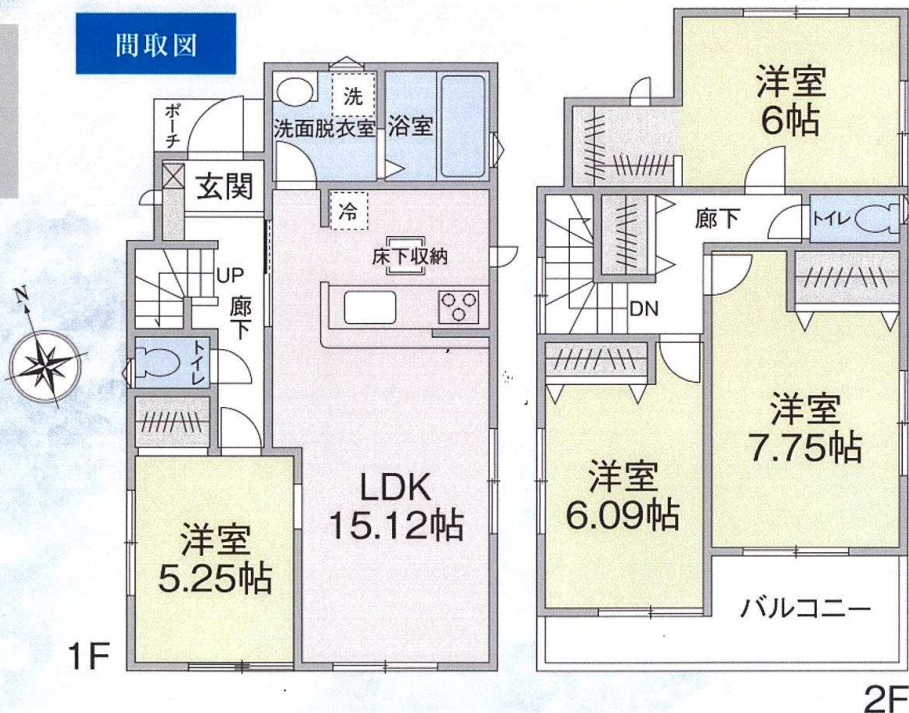 間取図
ポーチ
洗
洗面脱衣室
浴室
玄関
冷
床下収納
UP
廊下
トイレ
LDK
15.12帖
洋室
5.25帖
1F
N
洋室
6帖
廊下
トイレ
DN
洋室
7.75帖
洋室
6.09帖
バルコニー
2F